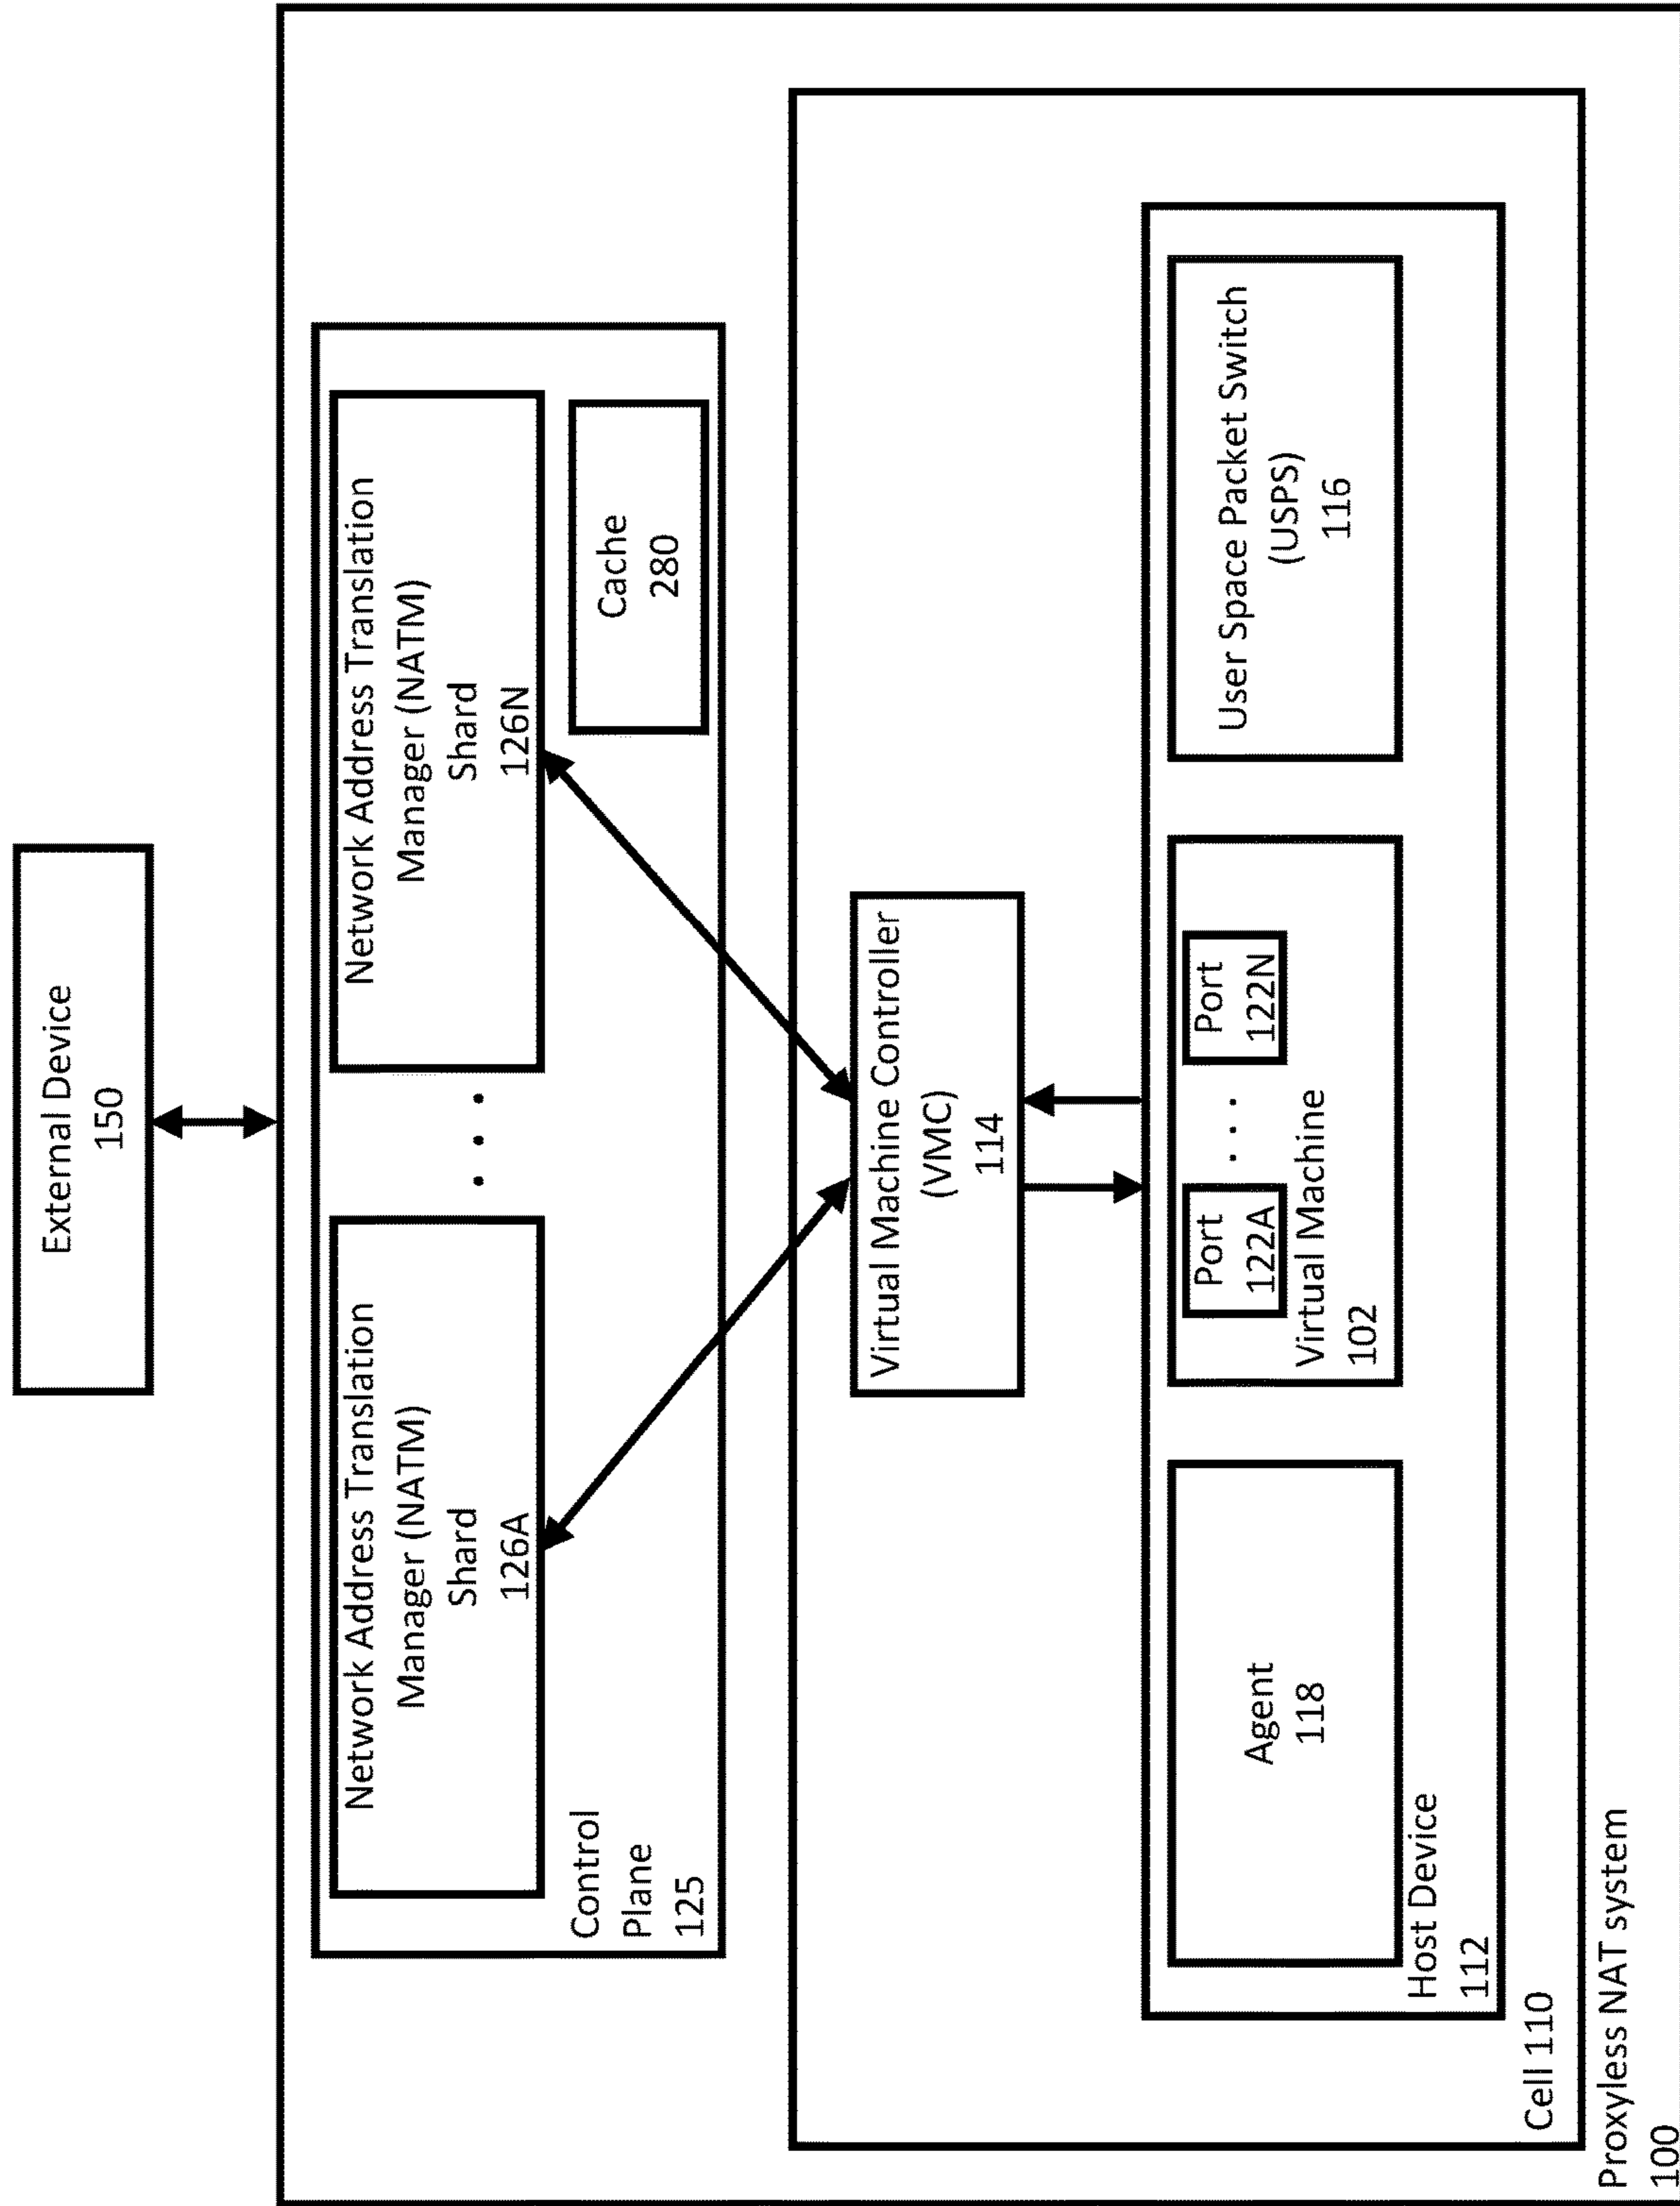 External Device
150
Network Address Translation
Manager (NATM)
Shard
126A
. . .
Network Address Translation
Manager (NATM)
Shard
126N
Control
Plane
125
Cache
280
Virtual Machine Controller
(VMC)
114
Agent
118
Port
122A
. . .
Port
122N
Virtual Machine
102
User Space Packet Switch
(USPS)
116
Host Device
112
Cell 110
Proxyless NAT system
100